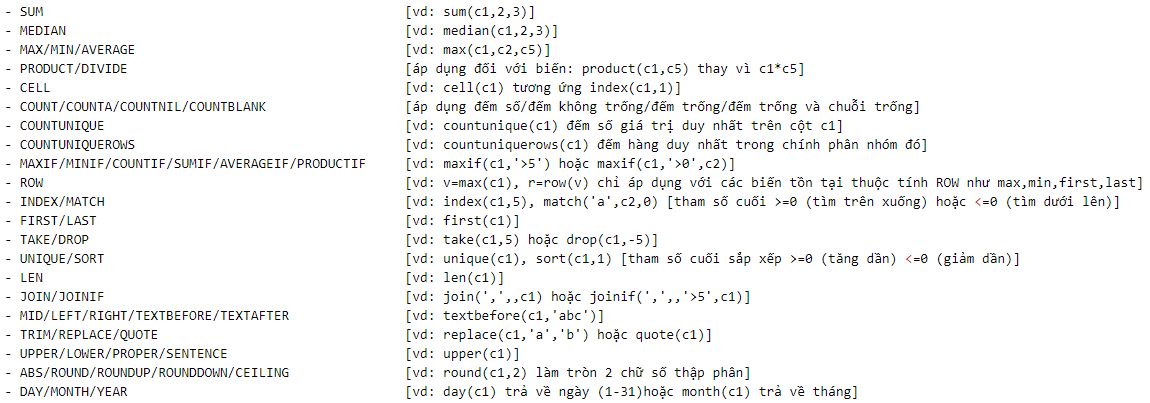 - SUM [vd: sum(c1,2,3)]
- MEDIAN [vd: median(c1,2,3)]
- MAX/MIN/AVERAGE [vd: max(c1,c2,c5)]
- PRODUCT/DIVIDE [áp dụng đối với biến: product(c1,c5) thay vì c1*c5]
- CELL [vd: cell(c1) tương ứng index(c1,1)]
- COUNT/COUNTA/COUNTNIL/COUNTBLANK [áp dụng đếm số/đếm không trống/đếm trống/đếm trống và chuỗi trống]
- COUNTUNIQUE [vd: countunique(c1) đếm số giá trị duy nhất trên cột c1]
- COUNTUNIQUEROWS [vd: countuniquerows(c1) đếm hàng duy nhất trong chính phân nhóm đó]
- MAXIF/MINIF/COUNTIF/SUMIF/AVERAGEIF/PRODUCTIF [vd: maxif(c1,'>5') hoặc maxif(c1,'>0',c2)]
- ROW [vd: v=max(c1), r=row(v) chỉ áp dụng với các biến tồn tại thuộc tính ROW như max,min,first,last]
- INDEX/MATCH [vd: index(c1,5), match('a',c2,0) [tham số cuối >=0 (tìm trên xuống) hoặc <=0 (tìm dưới lên)]
- FIRST/LAST [vd: first(c1)]
- TAKE/DROP [vd: take(c1,5) hoặc drop(c1,-5)]
- UNIQUE/SORT [vd: unique(c1), sort(c1,1) [tham số cuối sắp xếp >=0 (tăng dần) <=0 (giảm dần)]
- LEN [vd: len(c1)]
- JOIN/JOINIF [vd: join(',',,c1) hoặc joinif(',',,'>5',c1)]
- MID/LEFT/RIGHT/TEXTBEFORE/TEXTAFTER [vd: textbefore(c1,'abc')]
- TRIM/REPLACE/QUOTE [vd: replace(c1,'a','b') hoặc quote(c1)]
- UPPER/LOWER/PROPER/SENTENCE [vd: upper(c1)]
- ABS/ROUND/ROUNDUP/ROUNDDOWN/CEILING [vd: round(c1,2) làm tròn 2 chữ số thập phân]
- DAY/MONTH/YEAR [vd: day(c1) trả về ngày (1-31)hoặc month(c1) trả về tháng]